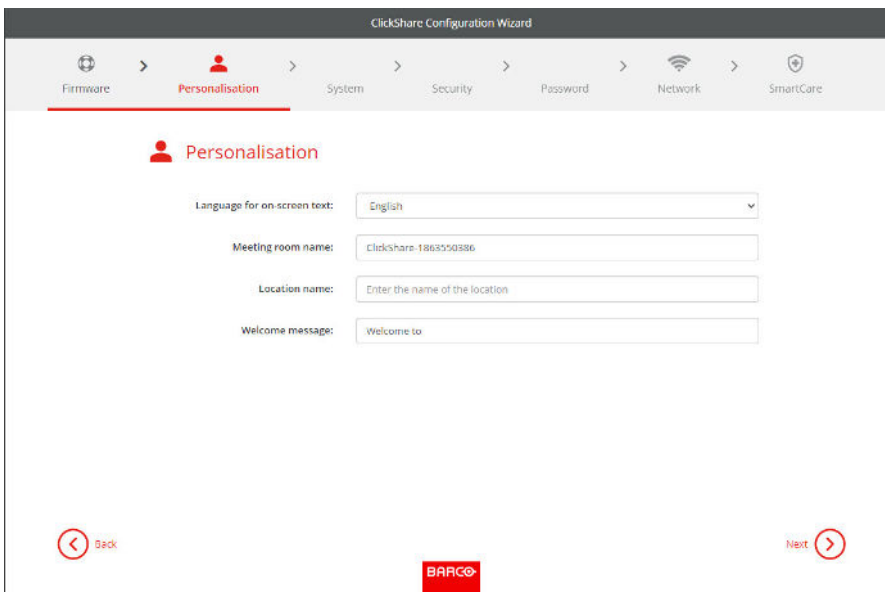 ClickShare Configuration Wizard
Firmware Personalisation System Security Password Network SmartCare
Personalisation
Language for on-screen text: English
Meeting room name: ClickShare-1863550386
Location name: Enter the name of the location
Welcome message: Welcome to
Back Next
BARCO